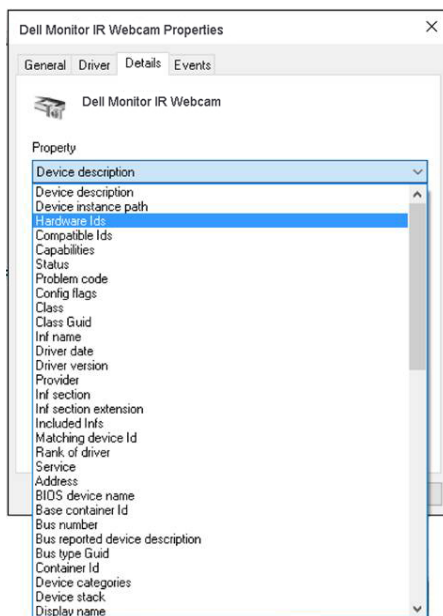 Dell Monitor IR Webcam Properties
General Driver Details Events
Dell Monitor IR Webcam
Property
Device description
Device description
Device instance path
Hardware Ids
Compatible Ids
Capabilities
Status
Problem code
Config flags
Class
Class Guid
Inf name
Driver date
Driver version
Provider
Inf section
Inf section extension
Included Infs
Matching device Id
Rank of driver
Service
Address
BIOS device name
Base container Id
Bus number
Bus reported device description
Bus type Guid
Container Id
Device categories
Device stack
Display name